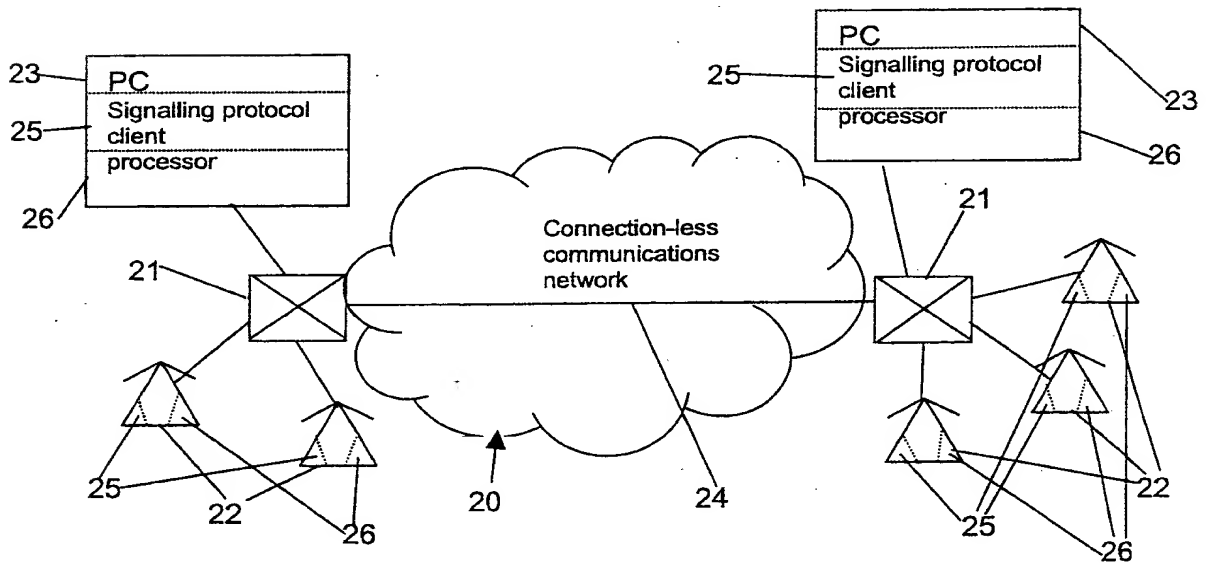 PC
Signalling protocol
client
processor
23
25
26
PC
Signalling protocol
client
processor
25
23
26
Connection-less
communications
network
21
21
25
22
26
20
24
25
22
26